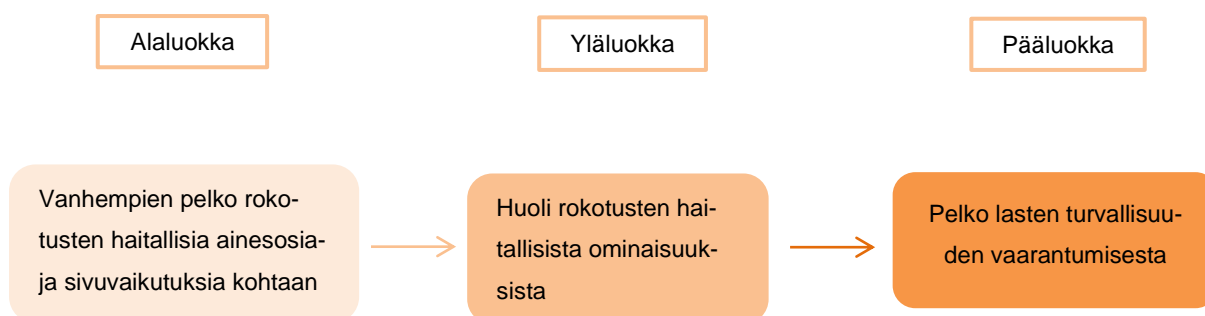 Alaluokka
Yläluokka
Pääluokka
Vanhempien pelko roko-
tusten haitallisia ainesosia-
ja sivuvaikutuksia kohtaan
Huoli rokotusten hai-
tallisista ominaisuuk-
sista
Pelko lasten turvallisuu-
den vaarantumisesta